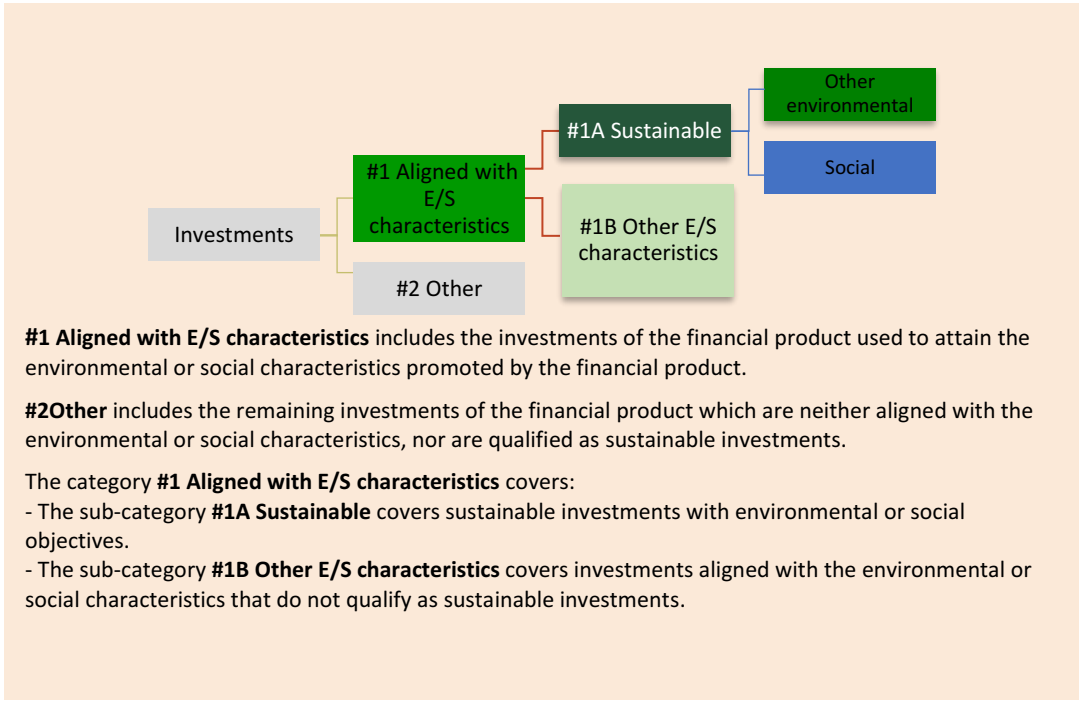 Other
environmental
#1A Sustainable
Social
#1 Aligned with
E/S
characteristics
#1B Other E/S
characteristics
Investments
#2 Other
#1 Aligned with E/S characteristics includes the investments of the financial product used to attain the
environmental or social characteristics promoted by the financial product.
#2Other includes the remaining investments of the financial product which are neither aligned with the
environmental or social characteristics, nor are qualified as sustainable investments.
The category #1 Aligned with E/S characteristics covers:
- The sub-category #1A Sustainable covers sustainable investments with environmental or social
objectives.
- The sub-category #1B Other E/S characteristics covers investments aligned with the environmental or
social characteristics that do not qualify as sustainable investments.